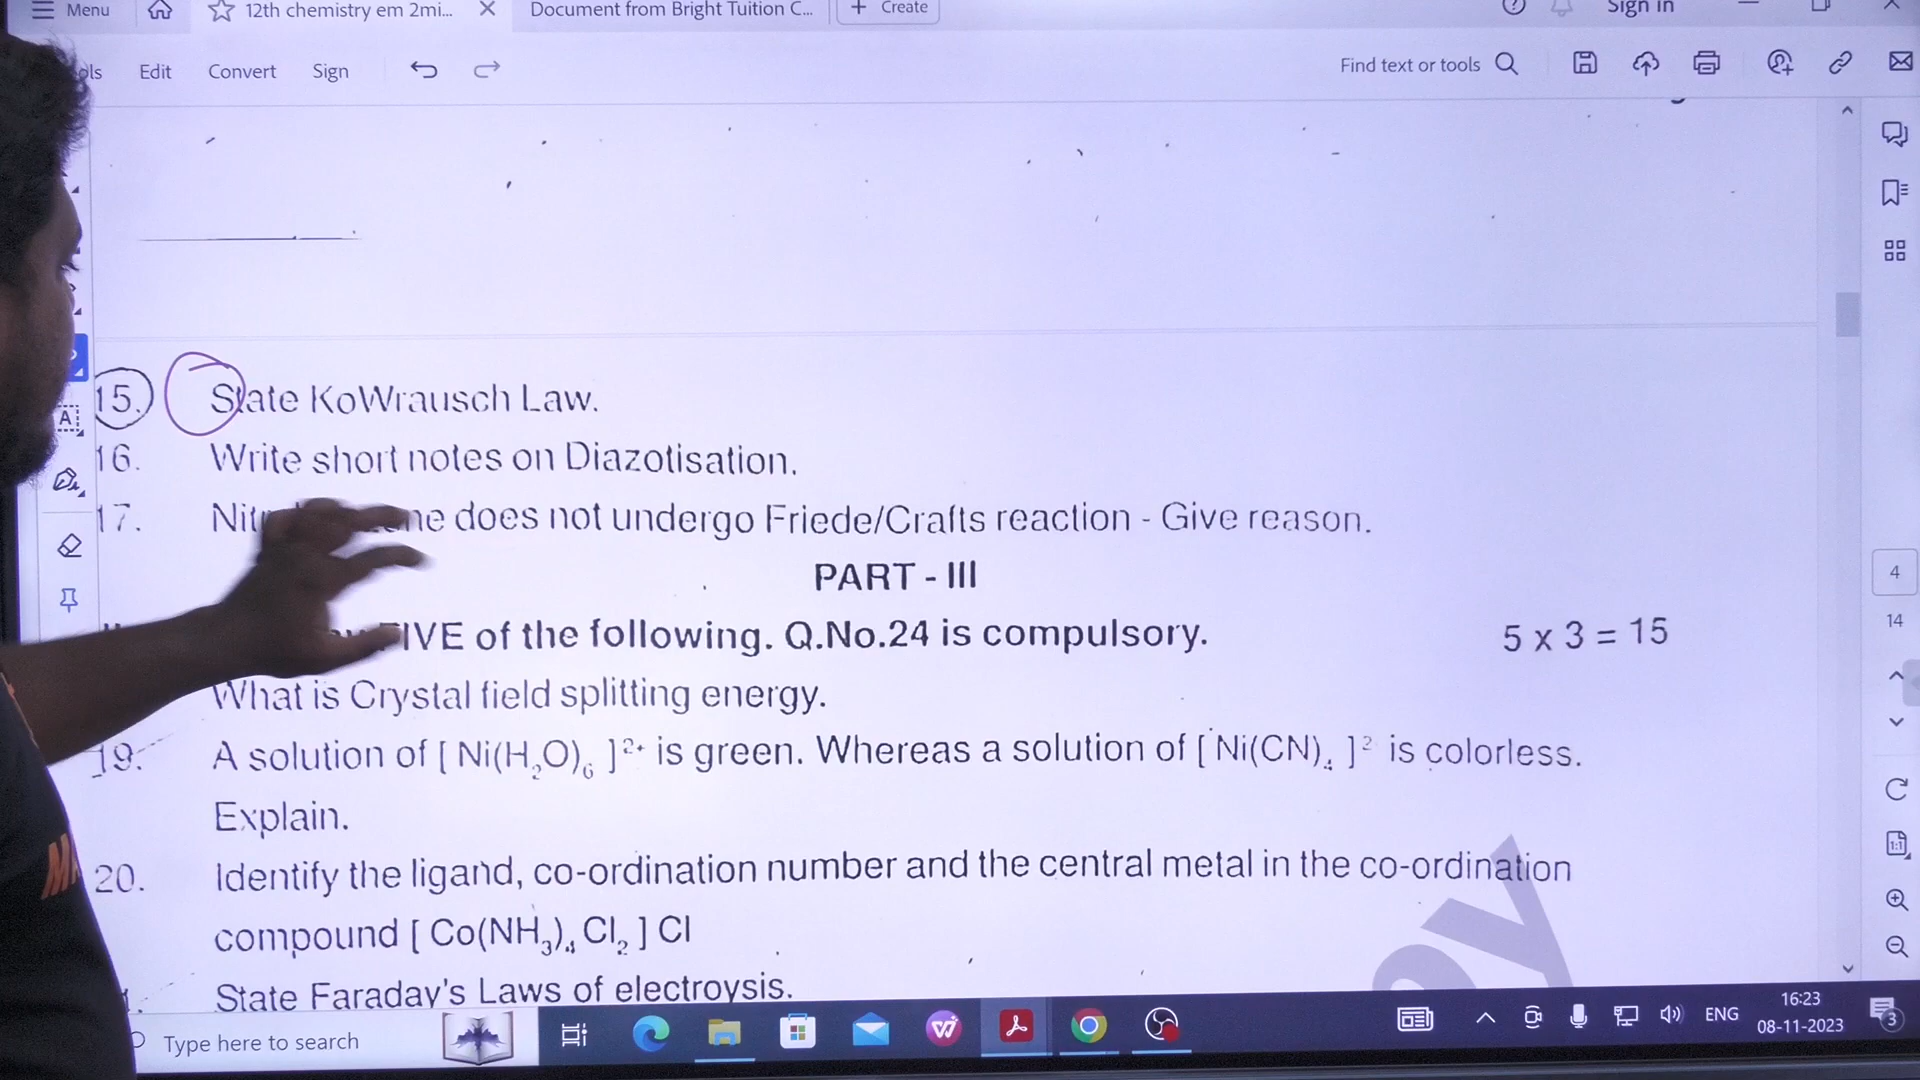 Menu
12th chemistry em 2mi...
Document from Bright Tuition C...
+ Create
Sign in
Edit
Convert
Sign
Find text or tools
15. State KoWrausch Law.
16. Write short notes on Diazotisation.
17. does not undergo Friede/Crafts reaction - Give reason.
PART - III
of the following. Q.No.24 is compulsory. 5 x 3 = 15
What is Crystal field splitting energy.
19. A solution of [ Ni(H₂O)₆ ]²⁺ is green. Whereas a solution of [ Ni(CN)₄ ]² is colorless.
Explain.
20. Identify the ligand, co-ordination number and the central metal in the co-ordination
compound [ Co(NH₃)₄ Cl₂ ] Cl
State Faraday's Laws of electroysis.
4
14
1:1
Type here to search
ENG
16:23
08-11-2023
3